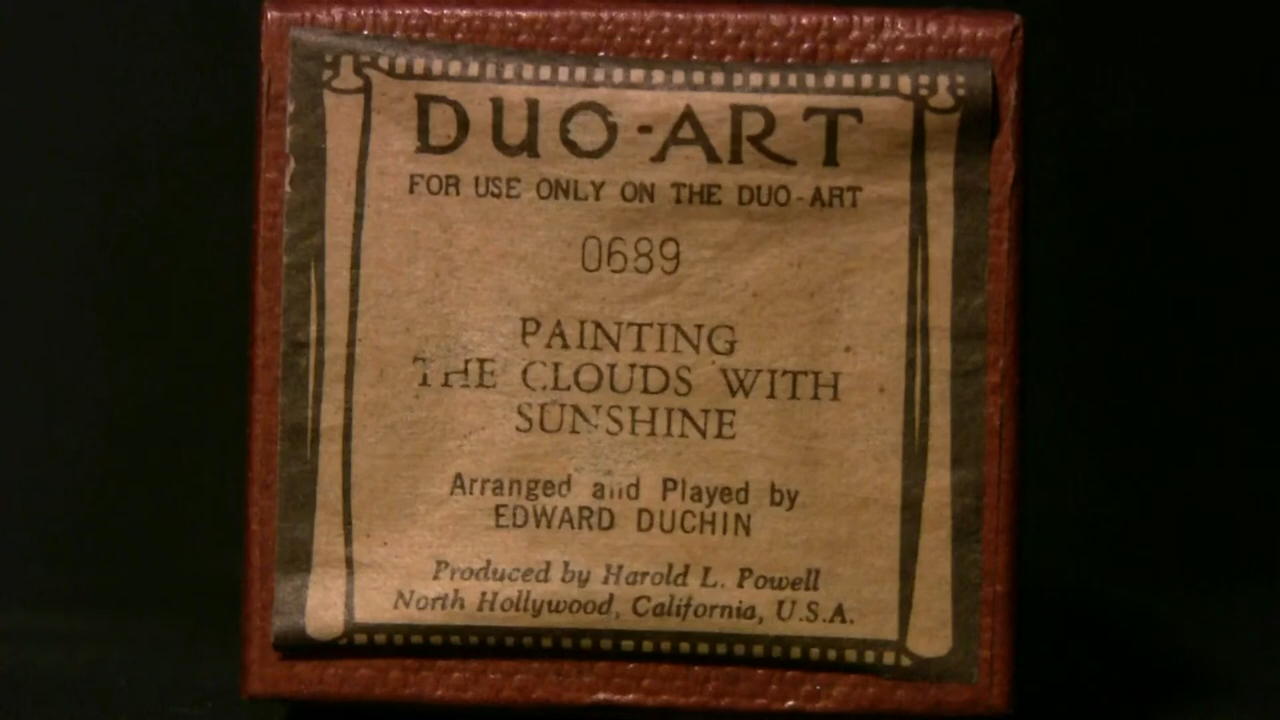 DUO-ART
FOR USE ONLY ON THE DUO-ART
0689
PAINTING
THE CLOUDS WITH
SUNSHINE
Arranged and Played by
EDWARD DUCHIN
Produced by Harold L. Powell
North Hollywood, California, U.S.A.